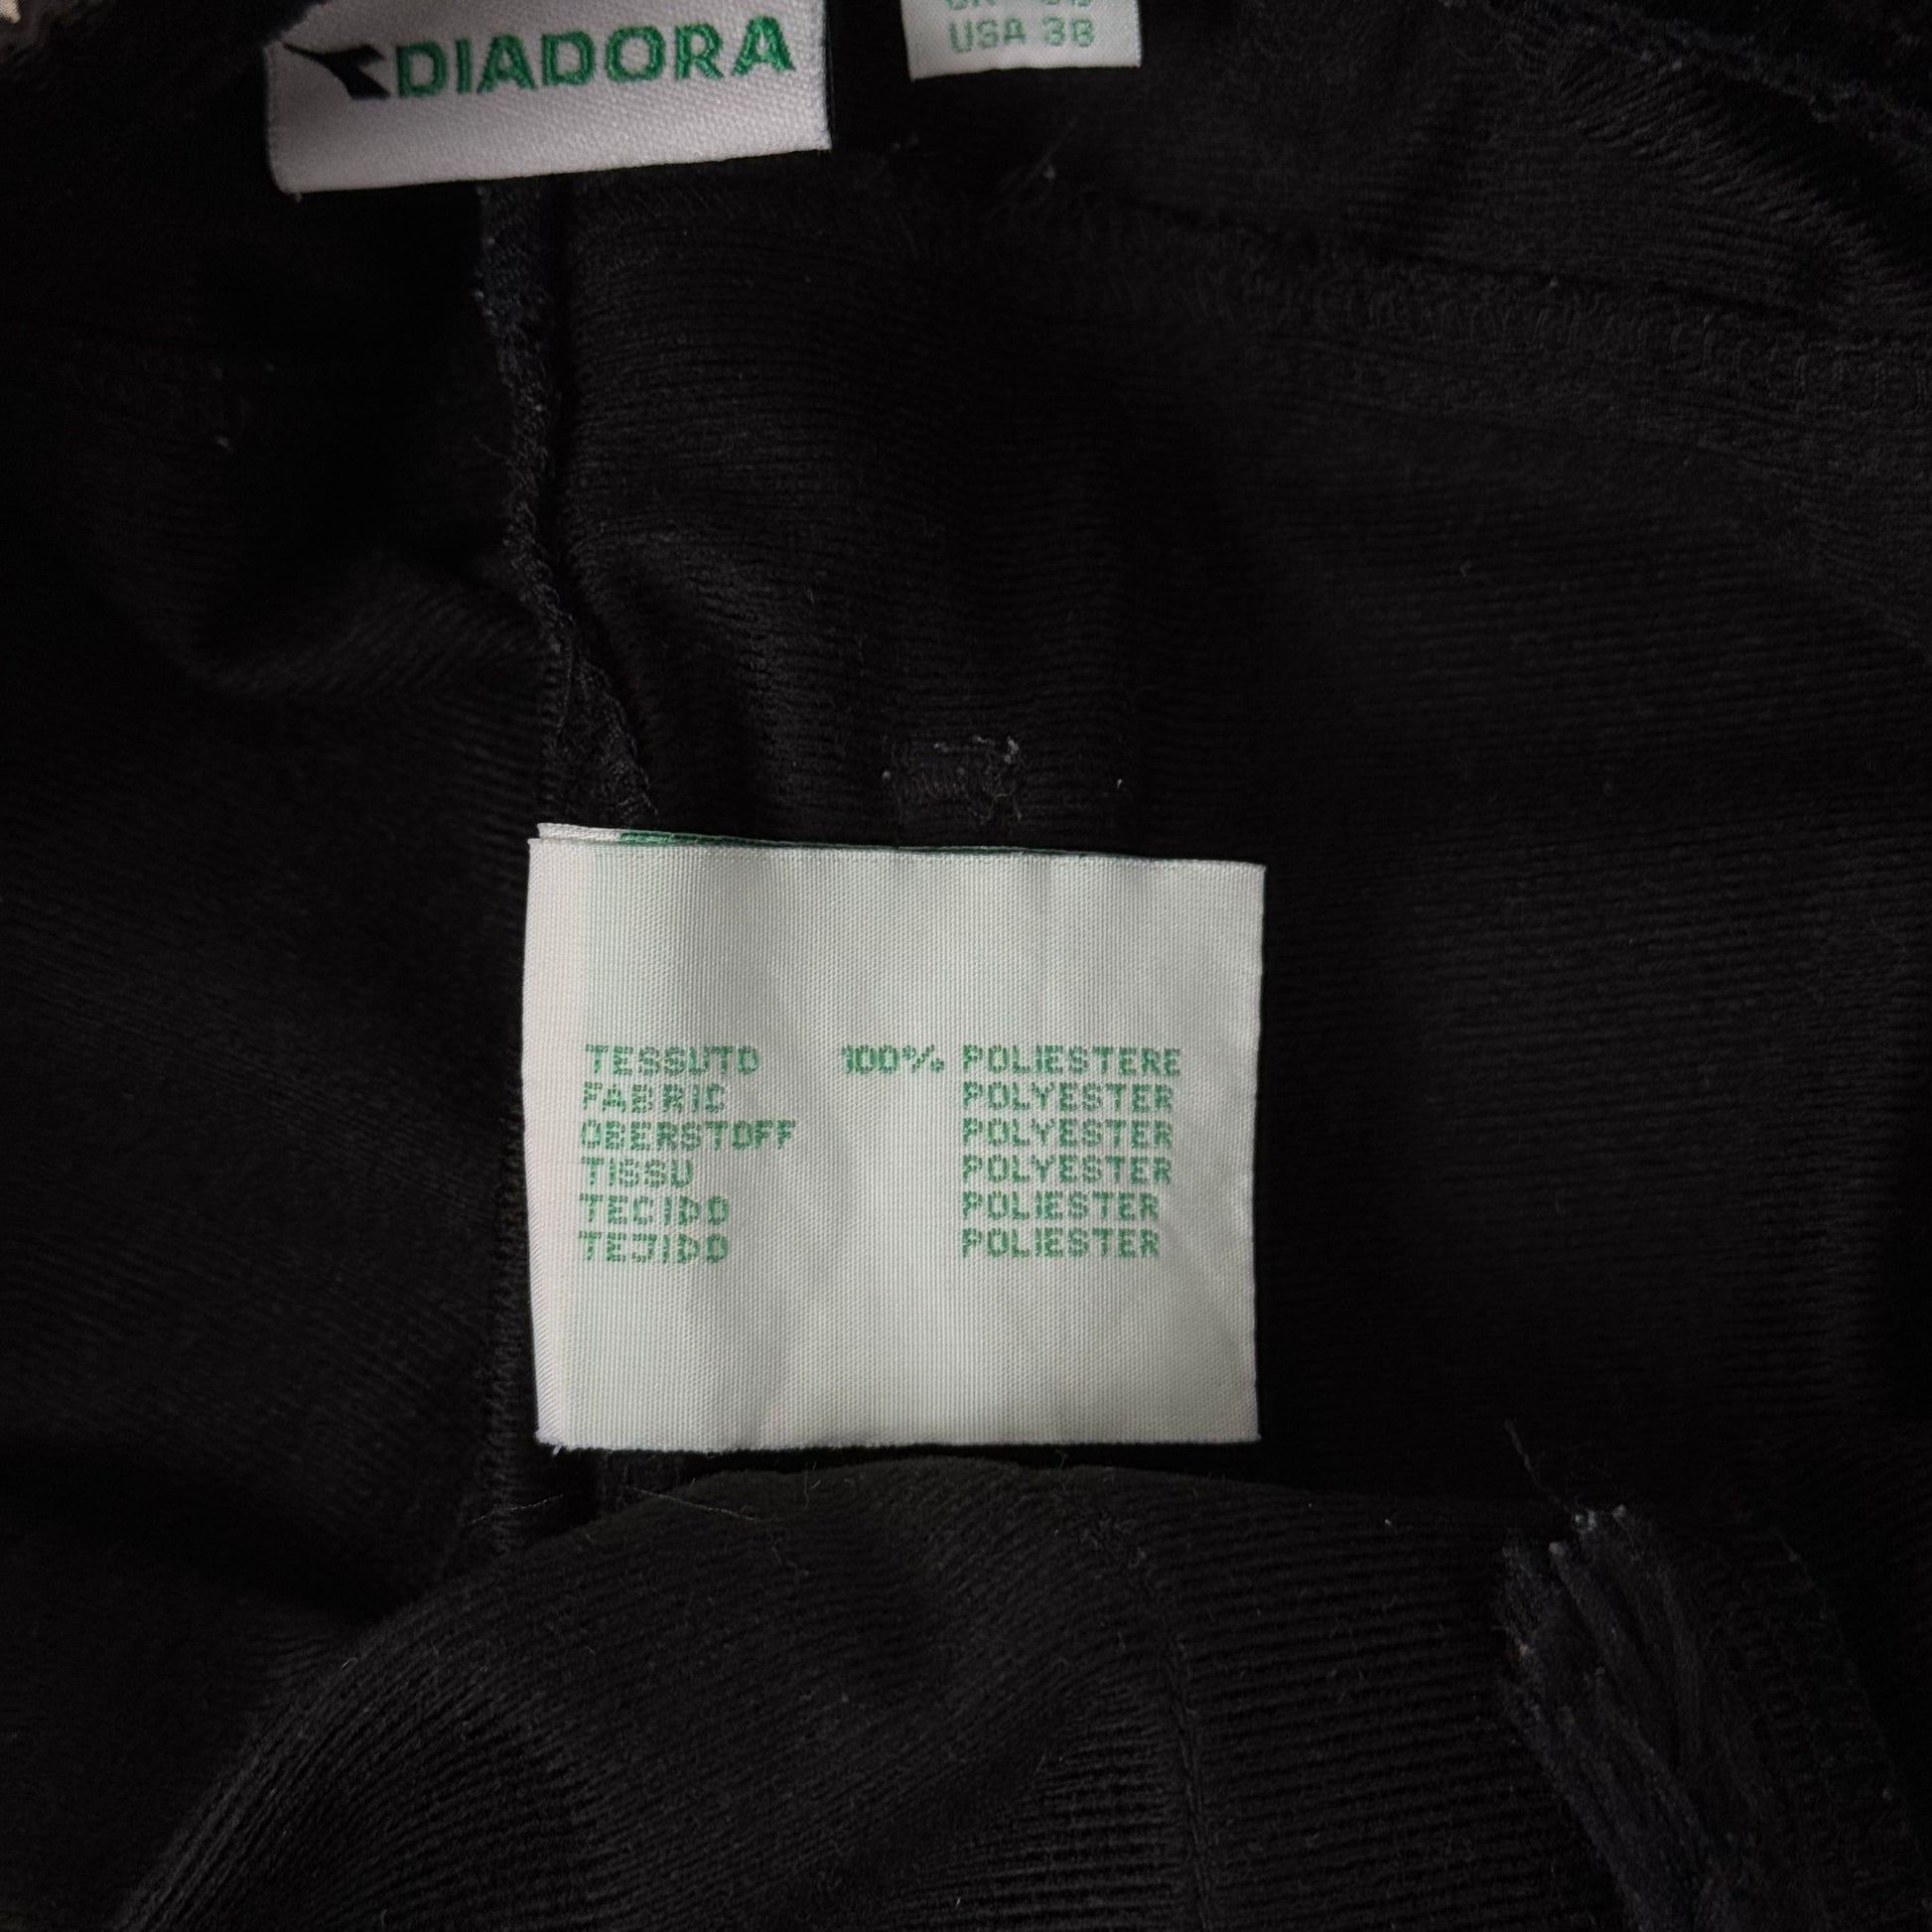 DIADORA
USA 38
TESSUTO 100% POLIESTERE
FABRIC POLYESTER
OBERSTOFF POLYESTER
TISSU POLYESTER
TECIDO POLIESTER
TEJIDO POLIESTER